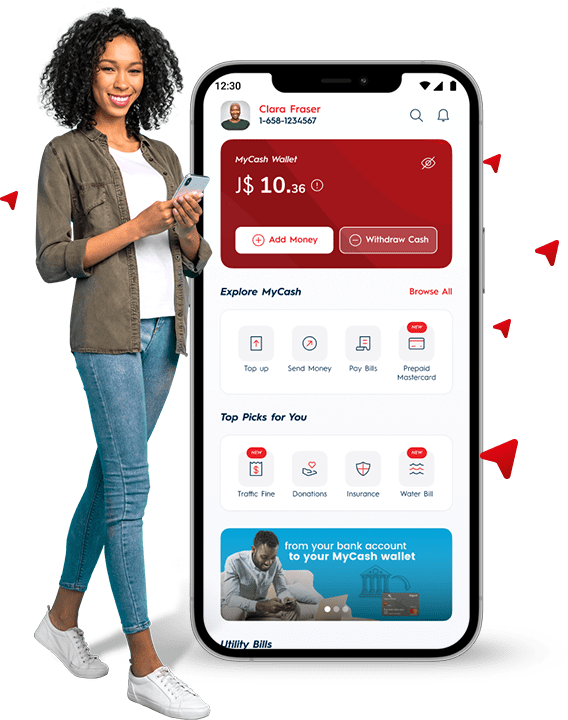 12:30
Clara Fraser
1-658-1234567
MyCash Wallet
J$ 10.36
Add Money
Withdraw Cash
Explore MyCash
Browse All
NEW
Top up
Send Money
Pay Bills
Prepaid
Mastercard
Top Picks for You
NEW
NEW
Traffic Fine
Donations
Insurance
Water Bill
from your bank account
to your MyCash wallet
Utility Bills